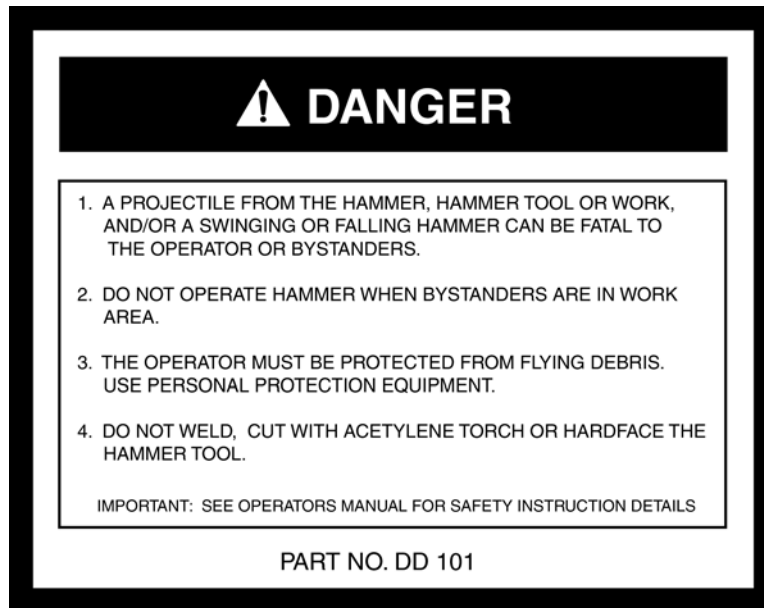 DANGER
1. A PROJECTILE FROM THE HAMMER, HAMMER TOOL OR WORK,
AND/OR A SWINGING OR FALLING HAMMER CAN BE FATAL TO
THE OPERATOR OR BYSTANDERS.
2. DO NOT OPERATE HAMMER WHEN BYSTANDERS ARE IN WORK
AREA.
3. THE OPERATOR MUST BE PROTECTED FROM FLYING DEBRIS.
USE PERSONAL PROTECTION EQUIPMENT.
4. DO NOT WELD, CUT WITH ACETYLENE TORCH OR HARDFACE THE
HAMMER TOOL.
IMPORTANT: SEE OPERATORS MANUAL FOR SAFETY INSTRUCTION DETAILS
PART NO. DD 101